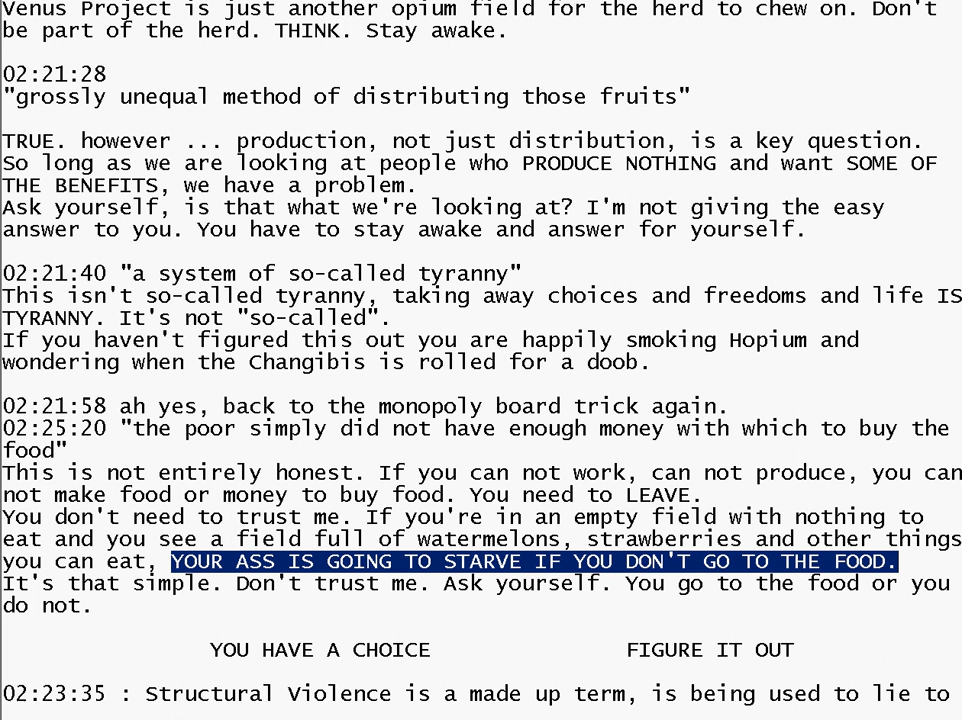 Venus Project is just another opium field for the herd to chew on. Don't
be part of the herd. THINK. Stay awake.
02:21:28
"grossly unequal method of distributing those fruits"
TRUE. however ... production, not just distribution, is a key question.
So long as we are looking at people who PRODUCE NOTHING and want SOME OF
THE BENEFITS, we have a problem.
Ask yourself, is that what we're looking at? I'm not giving the easy
answer to you. You have to stay awake and answer for yourself.
02:21:40 "a system of so-called tyranny"
This isn't so-called tyranny, taking away choices and freedoms and life IS
TYRANNY. It's not "so-called".
If you haven't figured this out you are happily smoking Hopium and
wondering when the Changibis is rolled for a doob.
02:21:58 ah yes, back to the monopoly board trick again.
02:25:20 "the poor simply did not have enough money with which to buy the
food"
This is not entirely honest. If you can not work, can not produce, you can
not make food or money to buy food. You need to LEAVE.
You don't need to trust me. If you're in an empty field with nothing to
eat and you see a field full of watermelons, strawberries and other things
you can eat, YOUR ASS IS GOING TO STARVE IF YOU DON'T GO TO THE FOOD.
It's that simple. Don't trust me. Ask yourself. You go to the food or you
do not.
YOU HAVE A CHOICE FIGURE IT OUT
02:23:35 : Structural Violence is a made up term, is being used to lie to